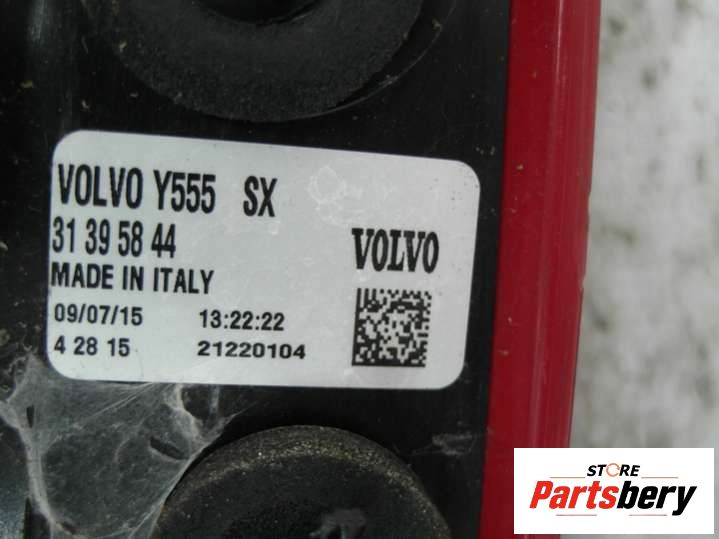 VOLVO Y555 SX
31 39 58 44
VOLVO
MADE IN ITALY
09/07/15 13:22:22
4 28 15 21220104
STORE
Partsbery